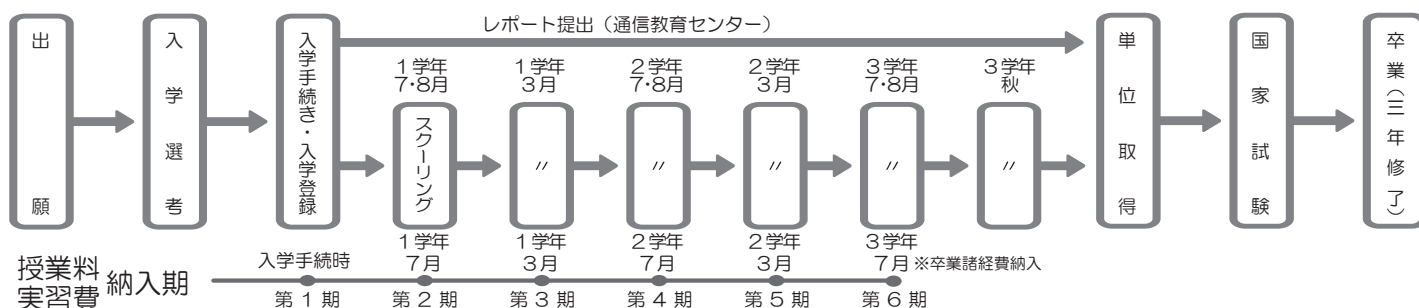 出願
入学選考
入学手続き・入学登録
レポート提出（通信教育センター）
1学年
7・8月
スクーリング
1学年
3月
〃
2学年
7・8月
〃
2学年
3月
〃
3学年
7・8月
〃
3学年
秋
〃
単位取得
国家試験
卒業（三年修了）
授業料
実習費
納入期
入学手続時
第1期
1学年
7月
第2期
1学年
3月
第3期
2学年
7月
第4期
2学年
3月
第5期
3学年
7月 ※卒業諸経費納入
第6期